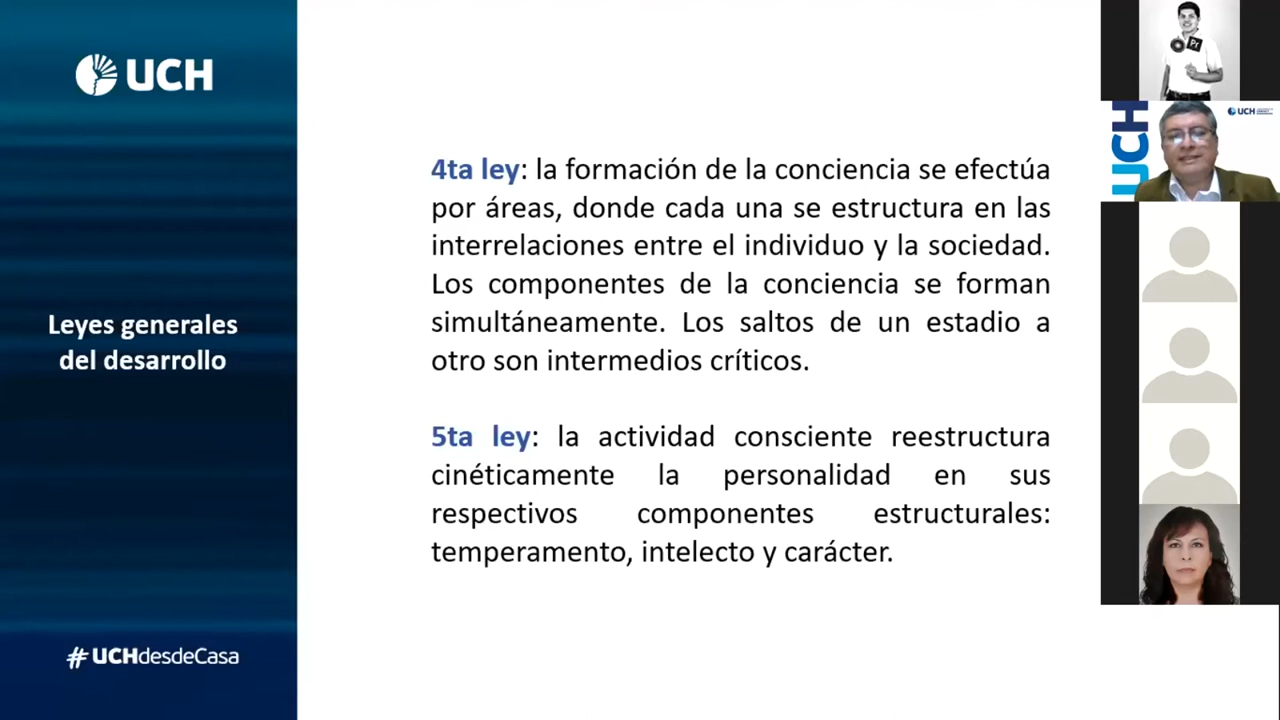 UCH
Leyes generales
del desarrollo
#UCHdesdeCasa
4ta ley: la formación de la conciencia se efectúa
por áreas, donde cada una se estructura en las
interrelaciones entre el individuo y la sociedad.
Los componentes de la conciencia se forman
simultáneamente. Los saltos de un estadio a
otro son intermedios críticos.
5ta ley: la actividad consciente reestructura
cinéticamente la personalidad en sus
respectivos componentes estructurales:
temperamento, intelecto y carácter.
Pr
UCH
UCH